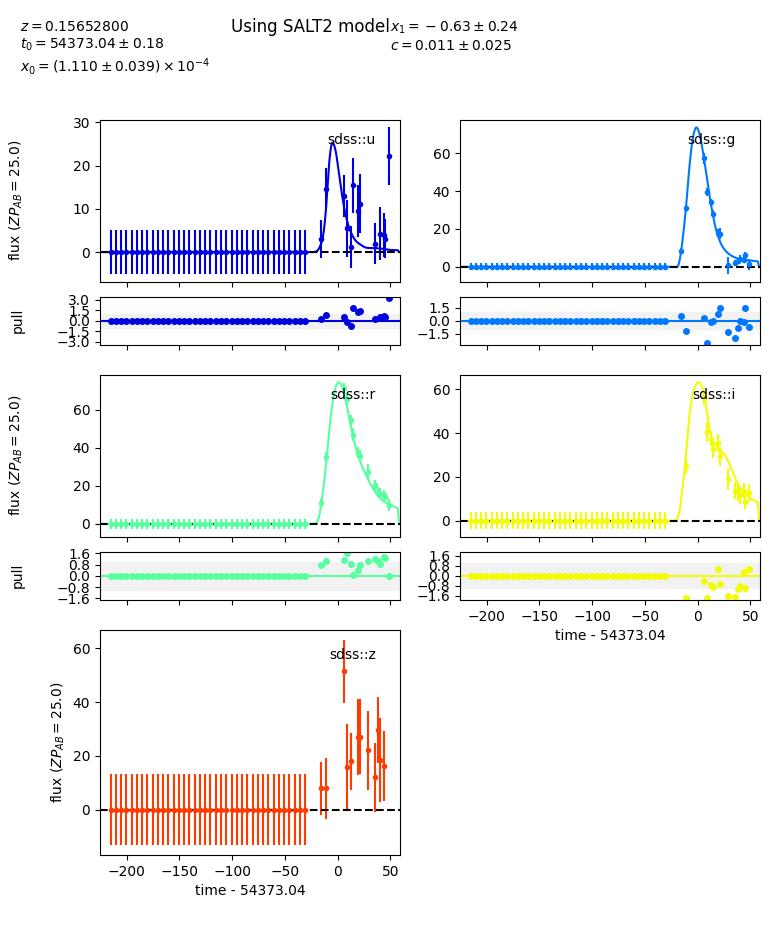 z = 0.15652800
Using SALT2 model
x₁ = −0.63 ± 0.24
t₀ = 54373.04 ± 0.18
c = 0.011 ± 0.025
x₀ = (1.110 ± 0.039) × 10⁻⁴
sdss::u
30
20
10
0
flux (ZP_AB = 25.0)
sdss::g
60
40
20
0
3.0
1.5
0.0
−1.5
−3.0
pull
1.5
0.0
−1.5
sdss::r
60
40
20
0
flux (ZP_AB = 25.0)
sdss::i
60
40
20
0
1.6
0.8
0.0
−0.8
−1.6
pull
1.6
0.8
0.0
−0.8
−1.6
−200 −150 −100 −50 0 50
time - 54373.04
sdss::z
60
40
20
0
flux (ZP_AB = 25.0)
−200 −150 −100 −50 0 50
time - 54373.04